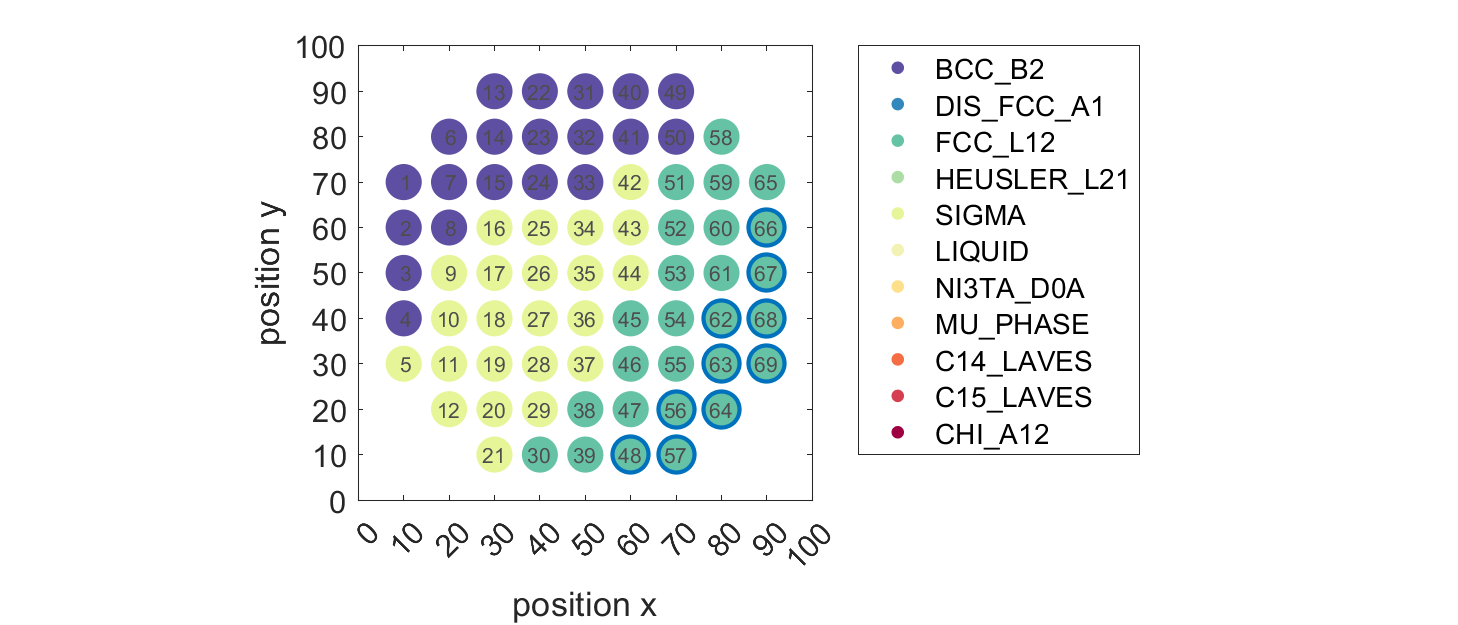 100
90
80
70
60
50
40
30
20
10
0
position y
13 22 31 40 49
6 14 23 32 41 50 58
1 7 15 24 33 42 51 59 65
2 8 16 25 34 43 52 60 66
3 9 17 26 35 44 53 61 67
4 10 18 27 36 45 54 62 68
5 11 19 28 37 46 55 63 69
12 20 29 38 47 56 64
21 30 39 48 57
0 10 20 30 40 50 60 70 80 90 100
position x
BCC_B2
DIS_FCC_A1
FCC_L12
HEUSLER_L21
SIGMA
LIQUID
NI3TA_D0A
MU_PHASE
C14_LAVES
C15_LAVES
CHI_A12